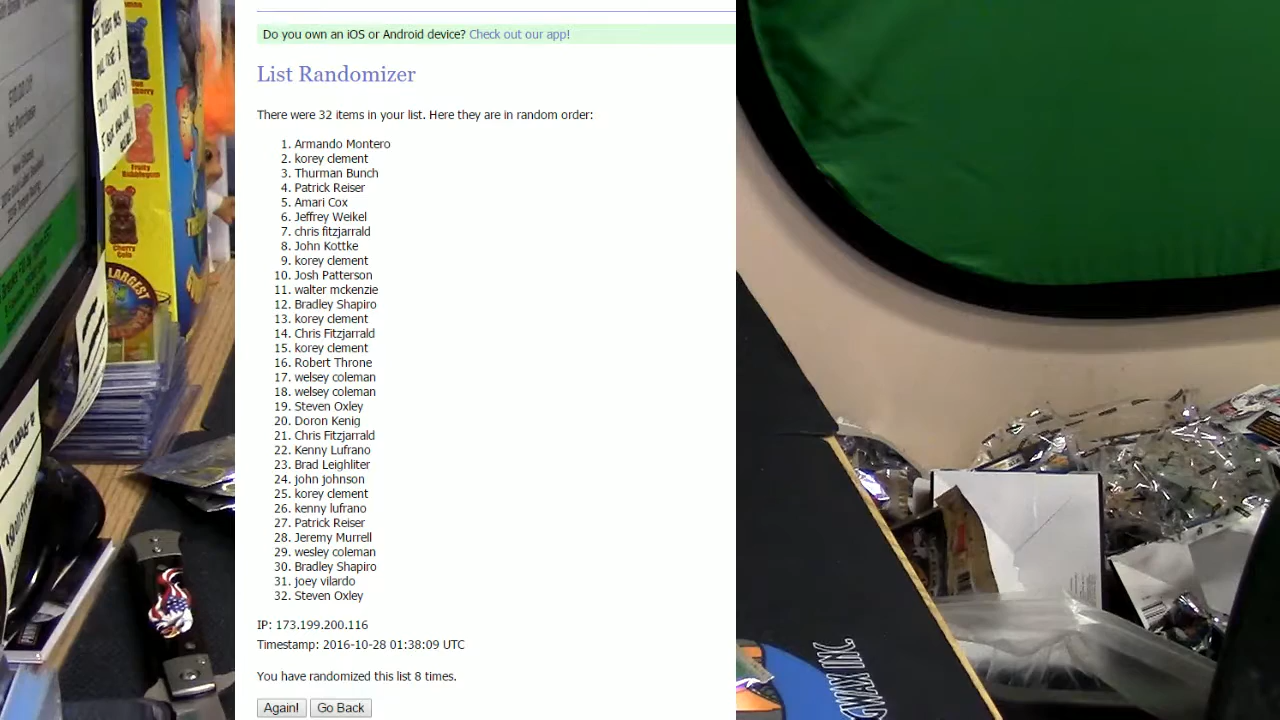 Do you own an iOS or Android device? Check out our app!
List Randomizer
There were 32 items in your list. Here they are in random order:
1. Armando Montero
2. korey clement
3. Thurman Bunch
4. Patrick Reiser
5. Amari Cox
6. Jeffrey Weikel
7. chris fitzjarrald
8. John Kottke
9. korey clement
10. Josh Patterson
11. walter mckenzie
12. Bradley Shapiro
13. korey clement
14. Chris Fitzjarrald
15. korey clement
16. Robert Throne
17. welsey coleman
18. welsey coleman
19. Steven Oxley
20. Doron Kenig
21. Chris Fitzjarrald
22. Kenny Lufrano
23. Brad Leighliter
24. john johnson
25. korey clement
26. kenny lufrano
27. Patrick Reiser
28. Jeremy Murrell
29. wesley coleman
30. Bradley Shapiro
31. joey vilardo
32. Steven Oxley
IP: 173.199.200.116
Timestamp: 2016-10-28 01:38:09 UTC
You have randomized this list 8 times.
Again! Go Back
Fruity
Bubblegum
Cherry
Cola
LARGEST
GWAX INC.